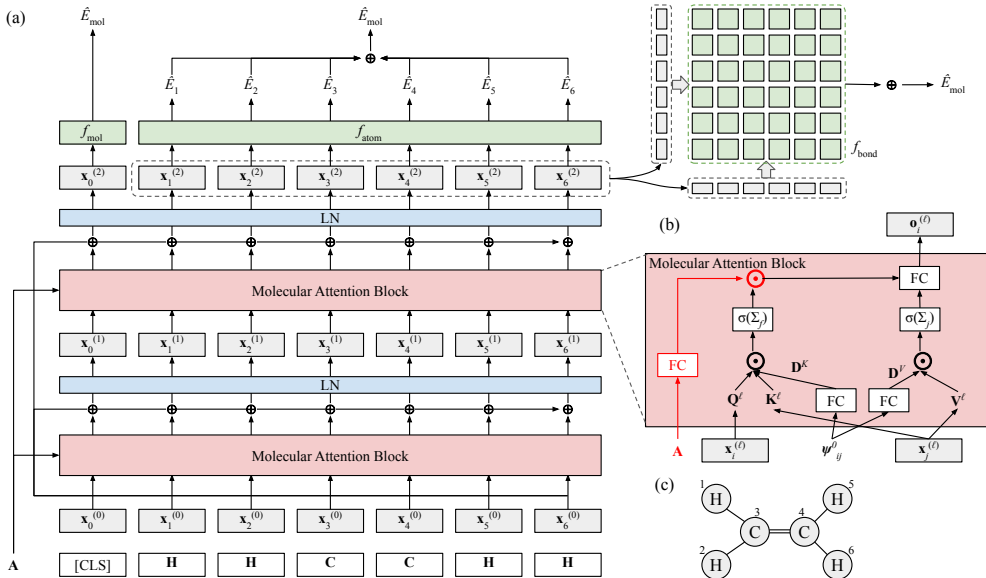 (a)
Ê_mol Ê_mol
Ê_1 Ê_2 Ê_3 Ê_4 Ê_5 Ê_6
⊕ Ê_mol
f_mol f_atom
f_bond
x_0^(2) x_1^(2) x_2^(2) x_3^(2) x_4^(2) x_5^(2) x_6^(2)
LN
Molecular Attention Block
x_0^(1) x_1^(1) x_2^(1) x_3^(1) x_4^(1) x_5^(1) x_6^(1)
LN
Molecular Attention Block
x_0^(0) x_1^(0) x_2^(0) x_3^(0) x_4^(0) x_5^(0) x_6^(0)
A [CLS] H H C C H H
(b)
o_i^(ℓ)
Molecular Attention Block
FC
σ(Σ_f) σ(Σ_j)
FC D^K D^V
Q^ℓ K^ℓ FC FC V^ℓ
A x_i^(ℓ) ψ^0_ij x_j^(ℓ)
(c)
1 H 5 H
3 C 4 C
2 H 6 H